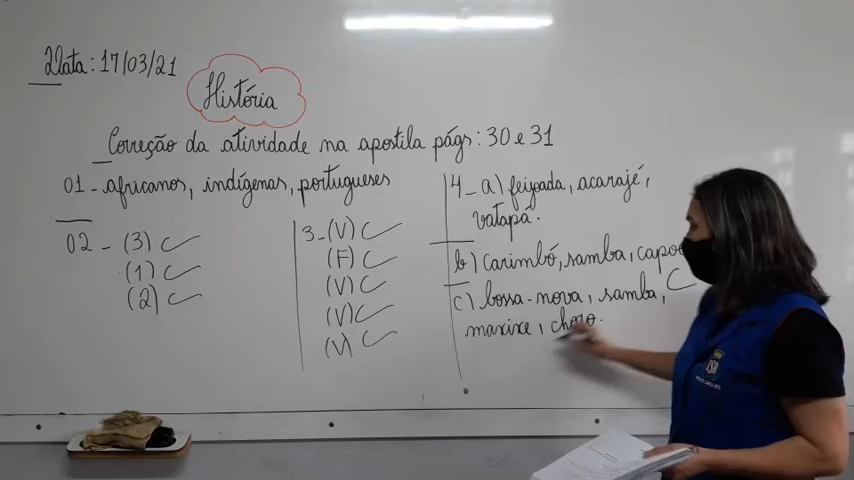 Data: 17/03/21
História
Correção da atividade na apostila págs: 30 e 31
01 - africanos, indígenas, portugueses
02 - (3)
(1)
(2)
3 - (V)
(F)
(V)
(V)
(V)
4 - a) feijoada, acarajé,
vatapá.
b) carimbó, samba, capoe
c) bossa-nova, samba,
maxixe, choro.